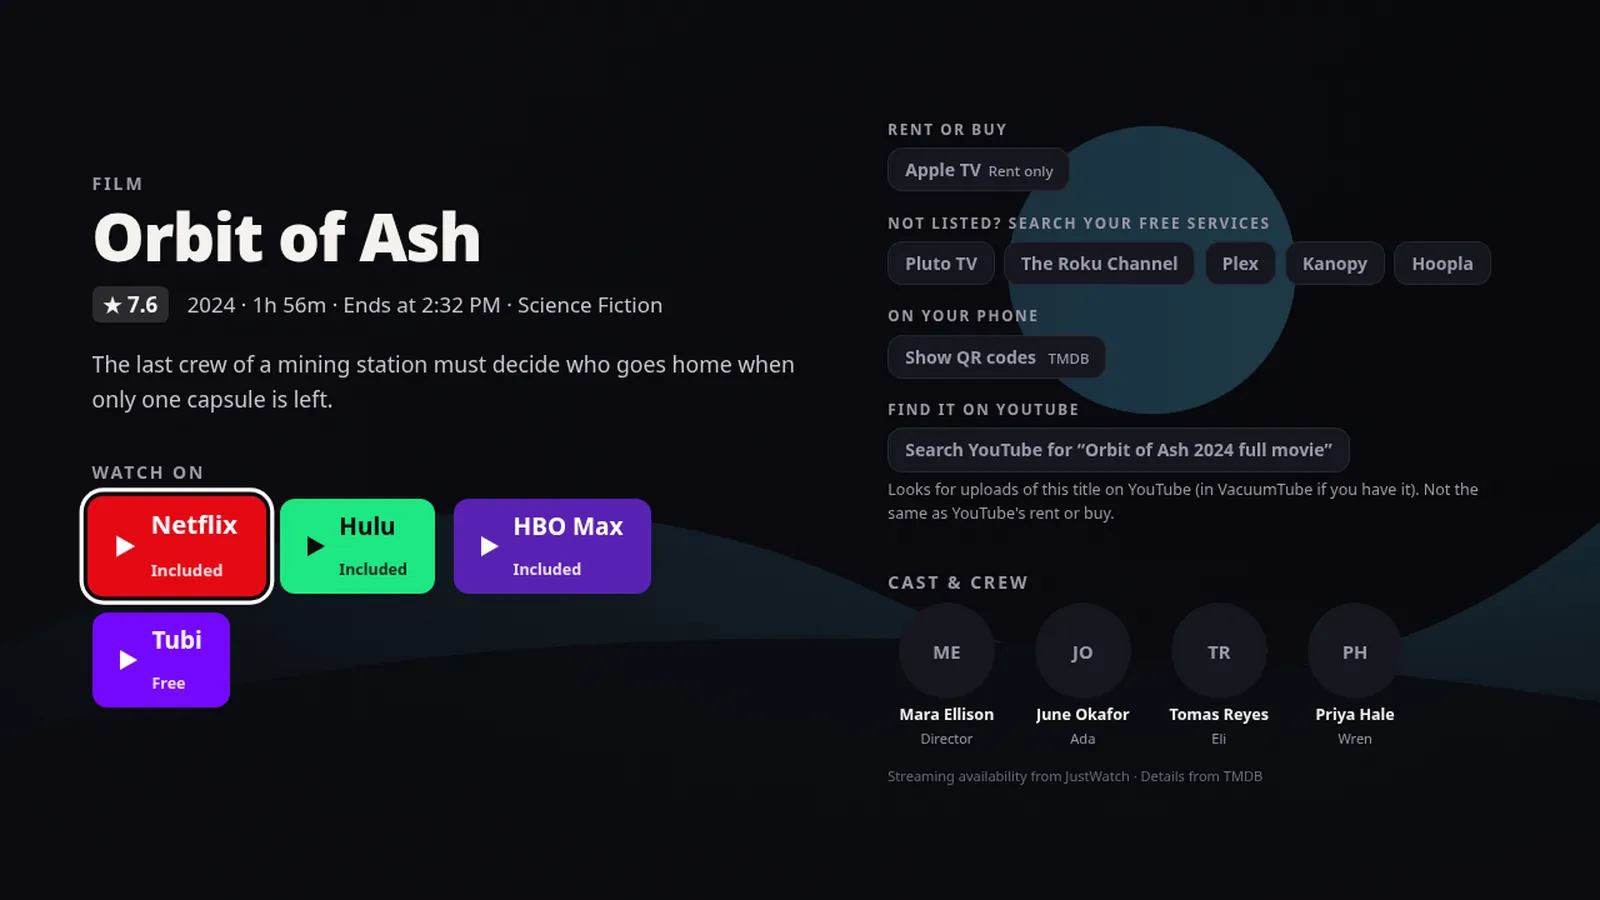 FILM
Orbit of Ash
★ 7.6 2024 · 1h 56m · Ends at 2:32 PM · Science Fiction
The last crew of a mining station must decide who goes home when
only one capsule is left.
WATCH ON
Netflix
Included
Hulu
Included
HBO Max
Included
Tubi
Free
RENT OR BUY
Apple TV Rent only
NOT LISTED? SEARCH YOUR FREE SERVICES
Pluto TV The Roku Channel Plex Kanopy Hoopla
ON YOUR PHONE
Show QR codes TMDB
FIND IT ON YOUTUBE
Search YouTube for “Orbit of Ash 2024 full movie”
Looks for uploads of this title on YouTube (in VacuumTube if you have it). Not the
same as YouTube's rent or buy.
CAST & CREW
ME
Mara Ellison
Director
JO
June Okafor
Ada
TR
Tomas Reyes
Eli
PH
Priya Hale
Wren
Streaming availability from JustWatch · Details from TMDB